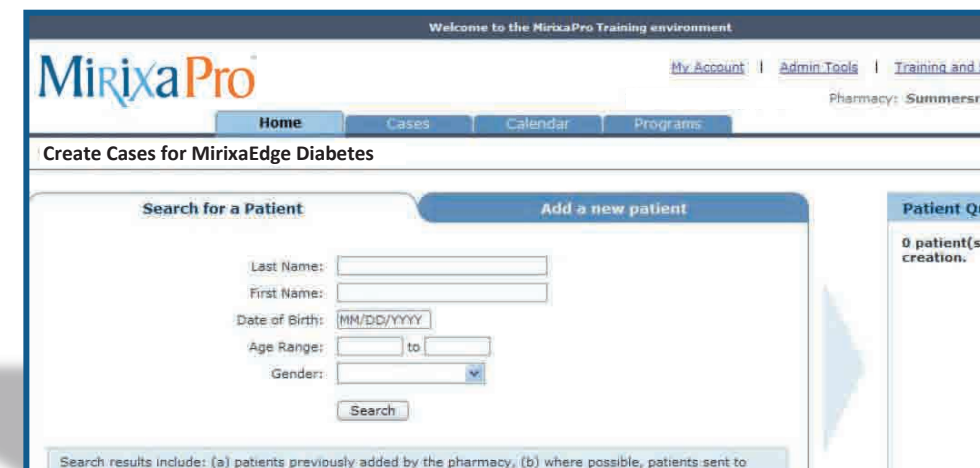 Welcome to the MirixaPro Training environment
MirixaPro
My Account | Admin Tools | Training and
Pharmacy: Summersr
Home Cases Calendar Programs
Create Cases for MirixaEdge Diabetes
Search for a Patient Add a new patient
Patient Qu
0 patient(s
creation.
Last Name:
First Name:
Date of Birth: MM/DD/YYYY
Age Range: to
Gender:
Search
Search results include: (a) patients previously added by the pharmacy, (b) where possible, patients sent to